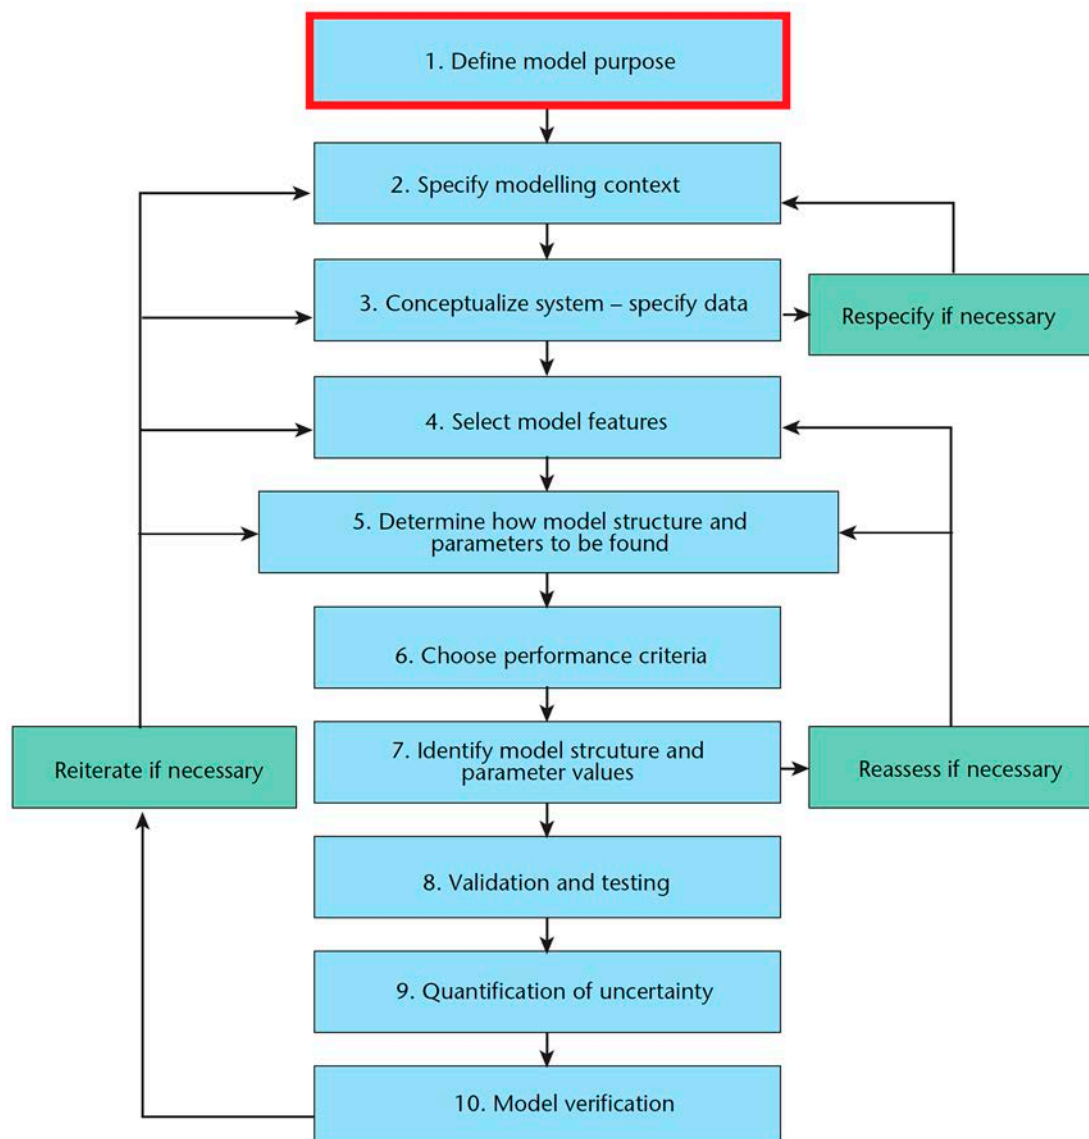 1. Define model purpose
2. Specify modelling context
3. Conceptualize system – specify data
Respecify if necessary
4. Select model features
5. Determine how model structure and
parameters to be found
6. Choose performance criteria
7. Identify model strcuture and
parameter values
Reiterate if necessary
Reassess if necessary
8. Validation and testing
9. Quantification of uncertainty
10. Model verification